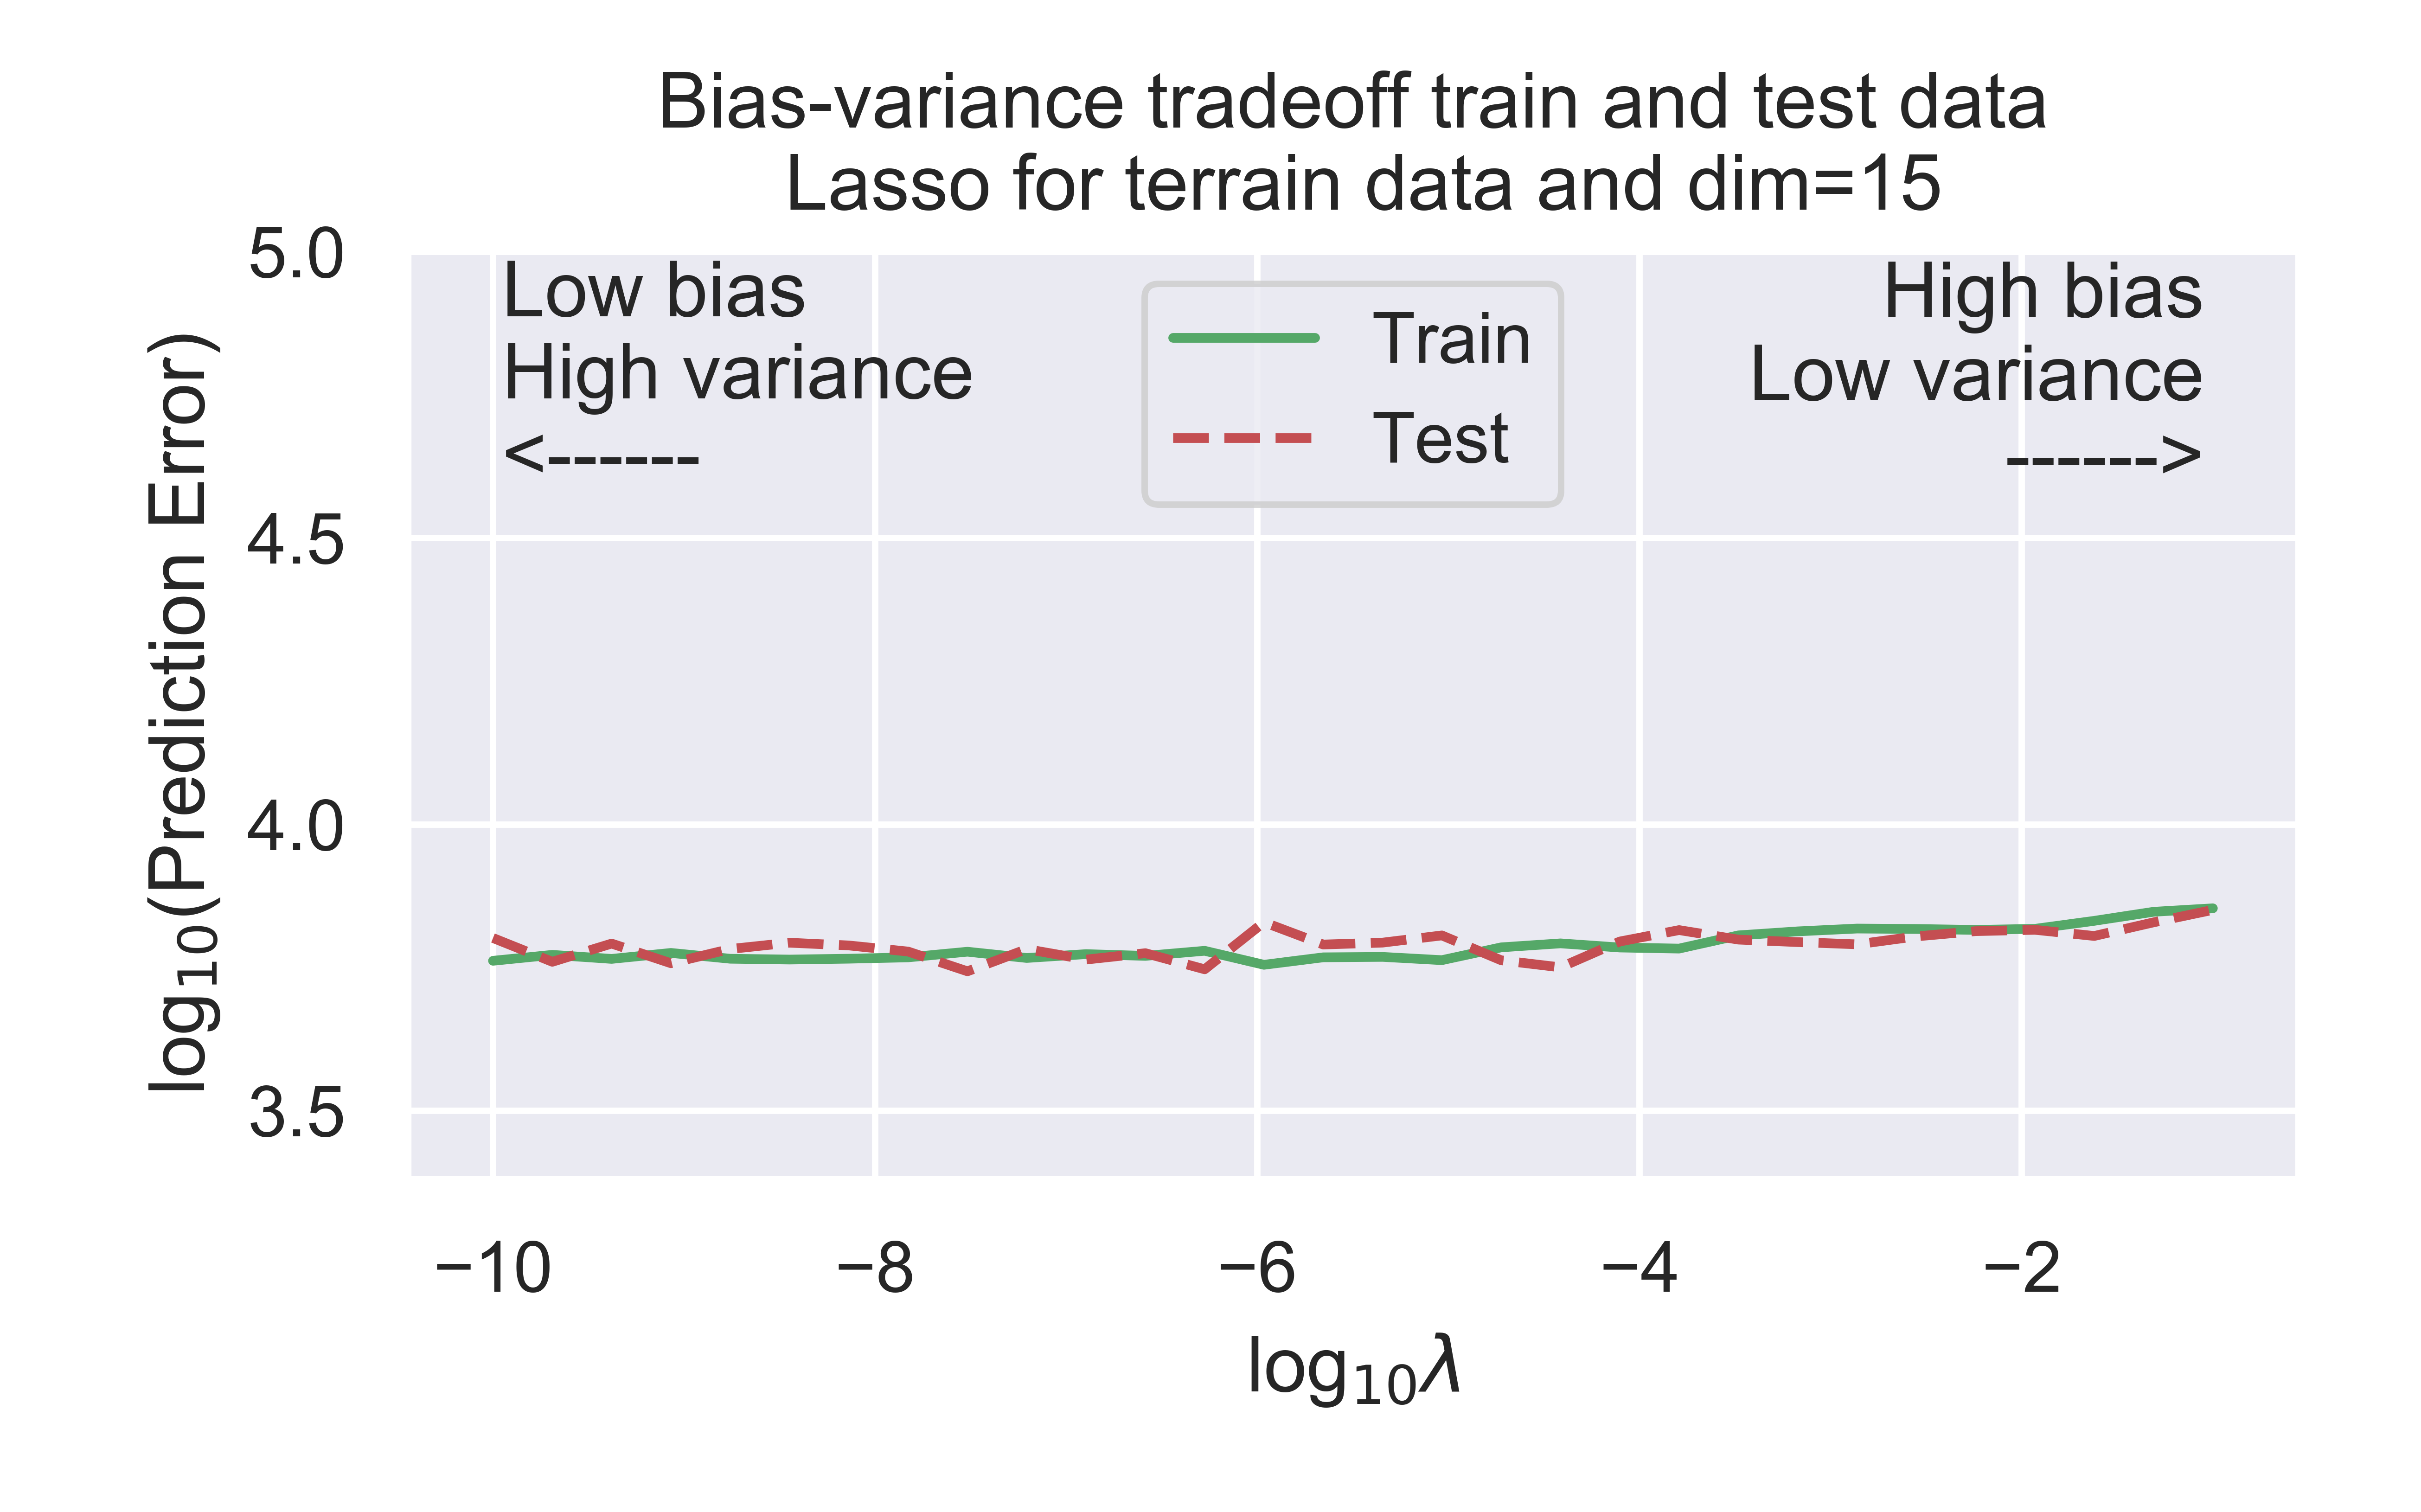 Bias-variance tradeoff train and test data
Lasso for terrain data and dim=15
5.0
4.5
4.0
3.5
log₁₀(Prediction Error)
Low bias
High variance
<------
Train
Test
High bias
Low variance
------>
−10
−8
−6
−4
−2
log₁₀λ